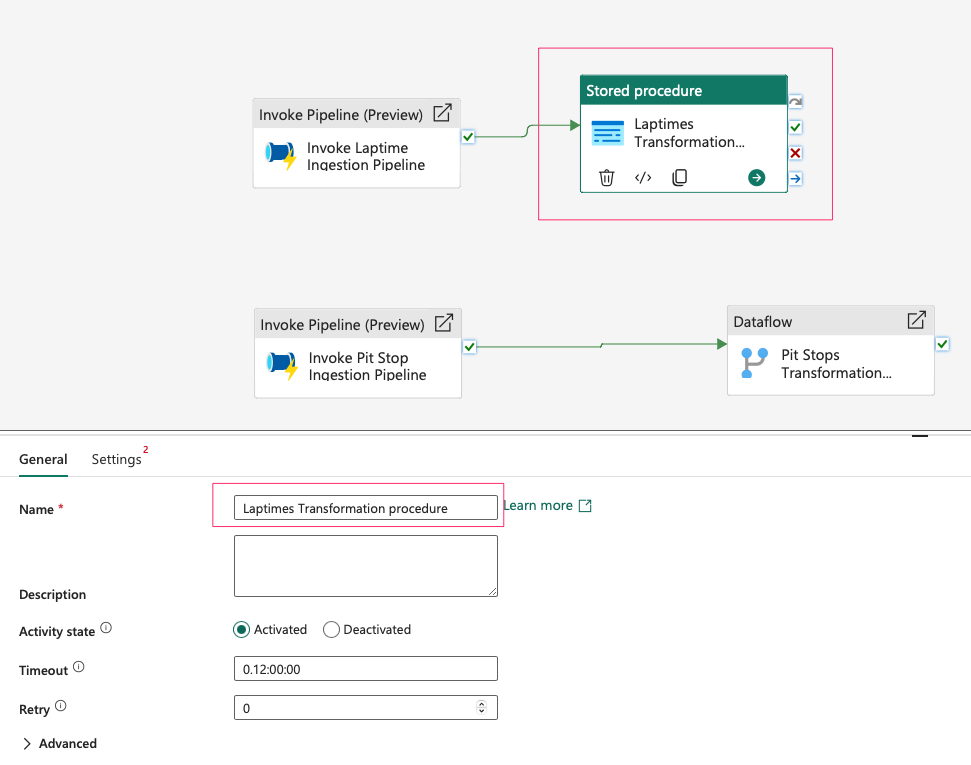 Stored procedure
Invoke Pipeline (Preview)
Laptimes
Transformation...
Invoke Laptime
Ingestion Pipeline
</>
Invoke Pipeline (Preview)
Dataflow
Invoke Pit Stop
Ingestion Pipeline
Pit Stops
Transformation...
General
Settings 2
Name *
Laptimes Transformation procedure
Learn more
Description
Activity state
Activated
Deactivated
Timeout
0.12:00:00
Retry
0
Advanced